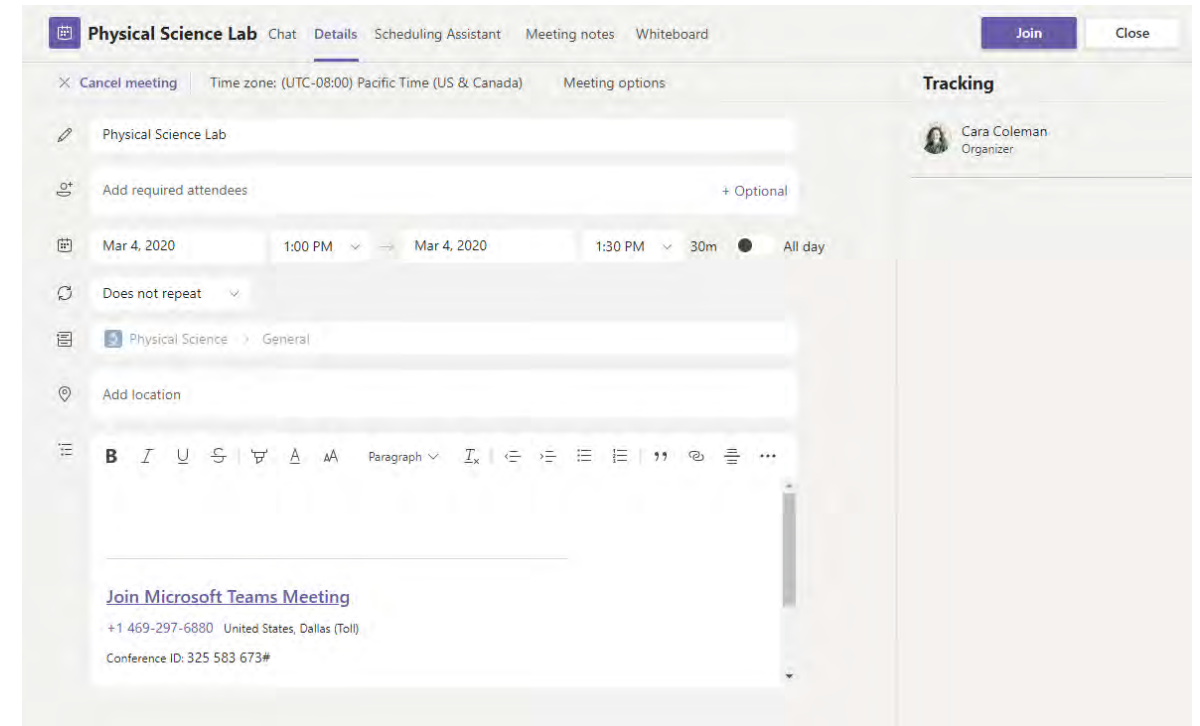 Physical Science Lab Chat Details Scheduling Assistant Meeting notes Whiteboard Join Close
Cancel meeting Time zone: (UTC-08:00) Pacific Time (US & Canada) Meeting options
Tracking
Physical Science Lab
Cara Coleman
Organizer
Add required attendees + Optional
Mar 4, 2020 1:00 PM → Mar 4, 2020 1:30 PM 30m All day
Does not repeat
Physical Science > General
Add location
B I U S A AA Paragraph Tx
Join Microsoft Teams Meeting
+1 469-297-6880 United States, Dallas (Toll)
Conference ID: 325 583 673#